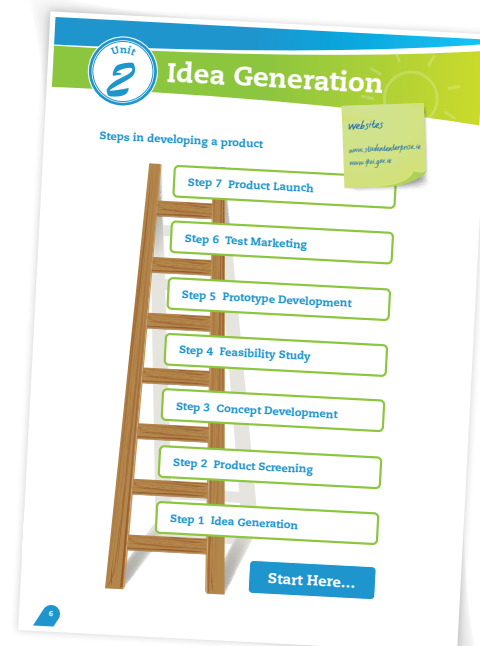 Unit
2
Idea Generation
websites
www.studententerprise.ie
Steps in developing a product
Step 7 Product Launch
Step 6 Test Marketing
Step 5 Prototype Development
Step 4 Feasibility Study
Step 3 Concept Development
Step 2 Product Screening
Step 1 Idea Generation
Start Here...
6